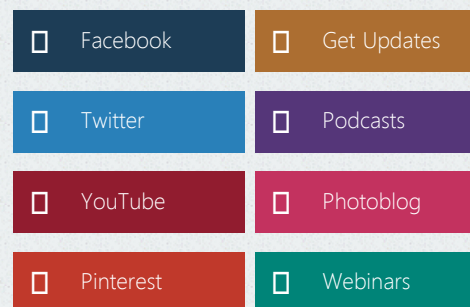 Facebook
Get Updates
Twitter
Podcasts
YouTube
Photoblog
Pinterest
Webinars